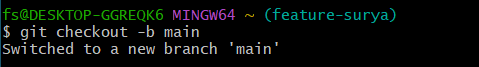 fs@DESKTOP-GGREQK6 MINGW64 ~ (feature-surya)
$ git checkout -b main
Switched to a new branch 'main'